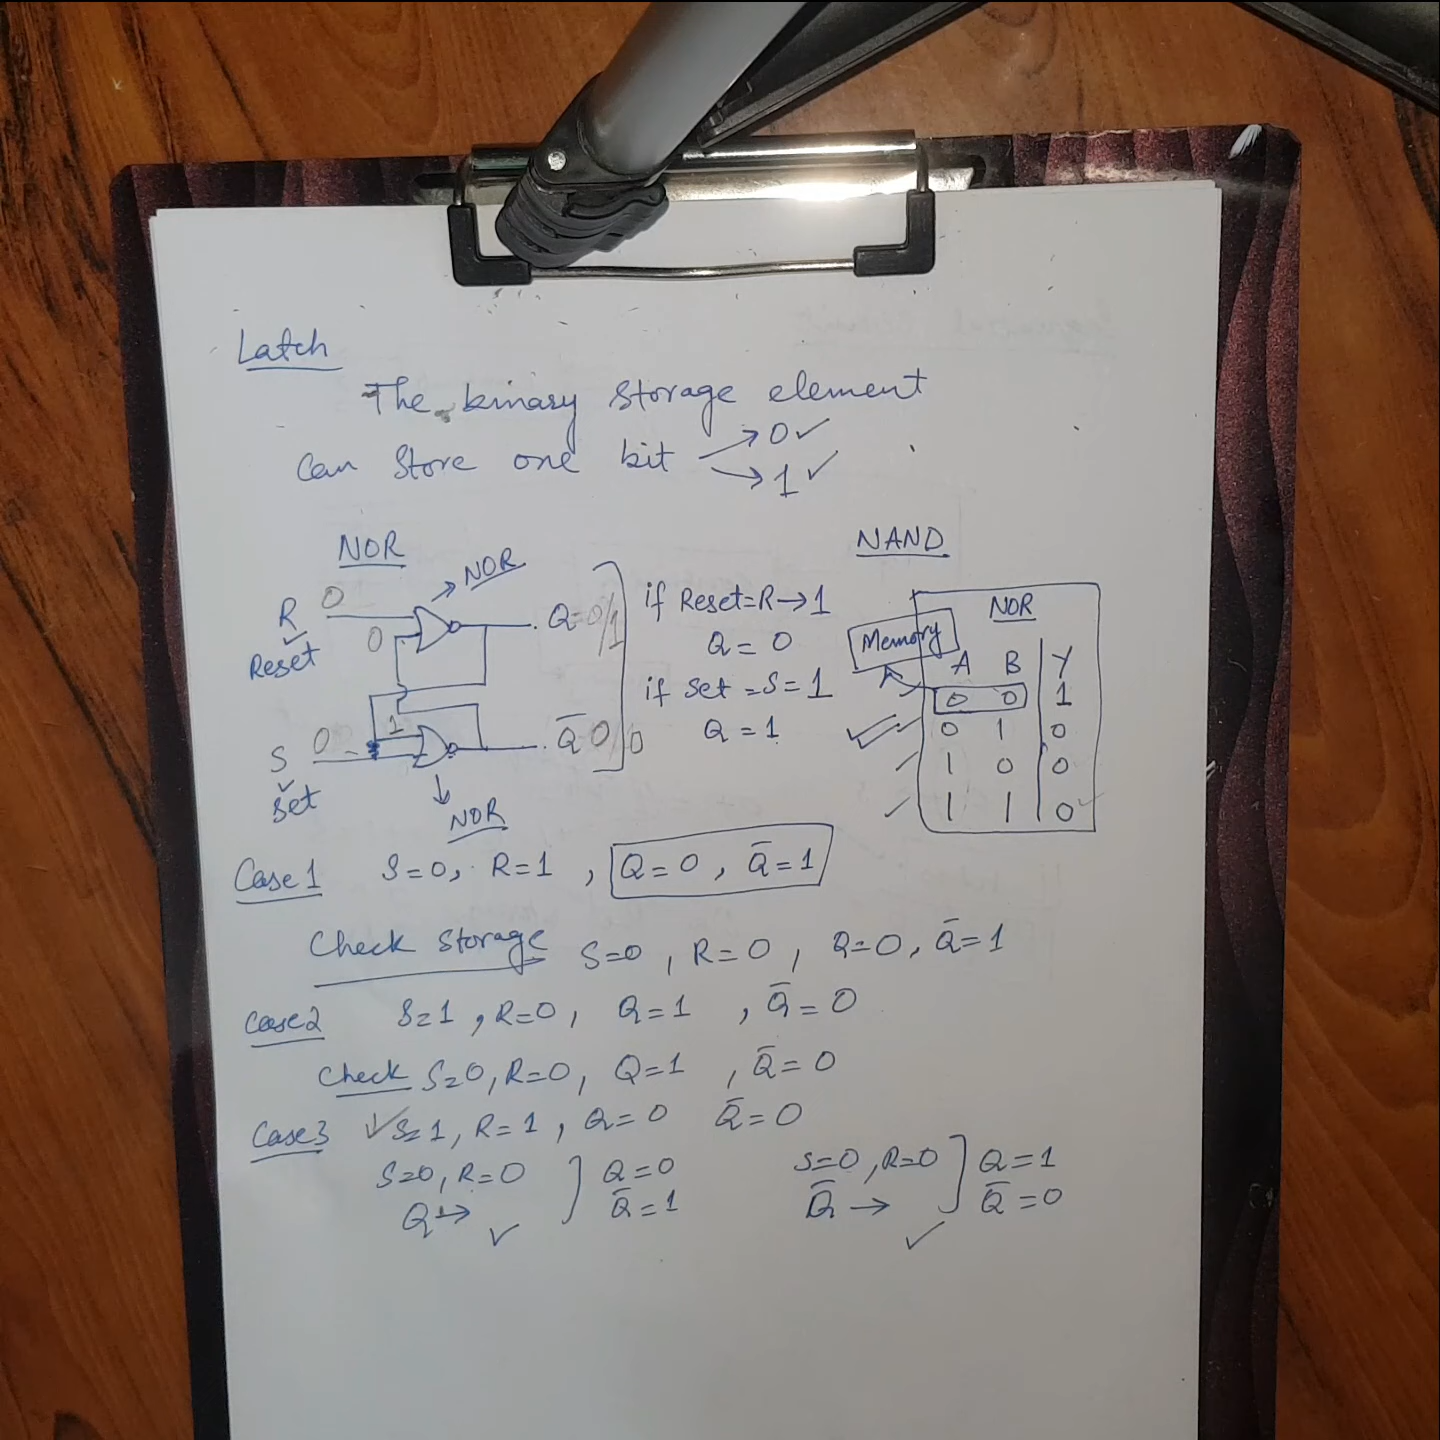 Latch
The binary storage element
Can Store one bit → 0 ✓
→ 1 ✓
NOR
→ NOR
R 0
Reset
0
Q=0/1
S 0
Set
1
Q̅ 0/0
NOR
if Reset=R→1
Q = 0
if Set =S=1
Q = 1
NAND
Memory
NOR
A B Y
0 0 1
0 1 0
1 0 0
1 1 0
Case 1 S=0, R=1 , Q=0 , Q̅=1
Check Storage S=0 , R=0 , Q=0, Q̅=1
Case2 S=1 , R=0, Q=1 , Q̅=0
Check S=0, R=0, Q=1 , Q̅=0
Case3 ✓S=1, R=1 , Q=0 Q̅=0
S=0, R=0 ] Q=0
Q → Q̅=1
✓
S=0, R=0 ] Q=1
Q̅ → Q̅=0
✓